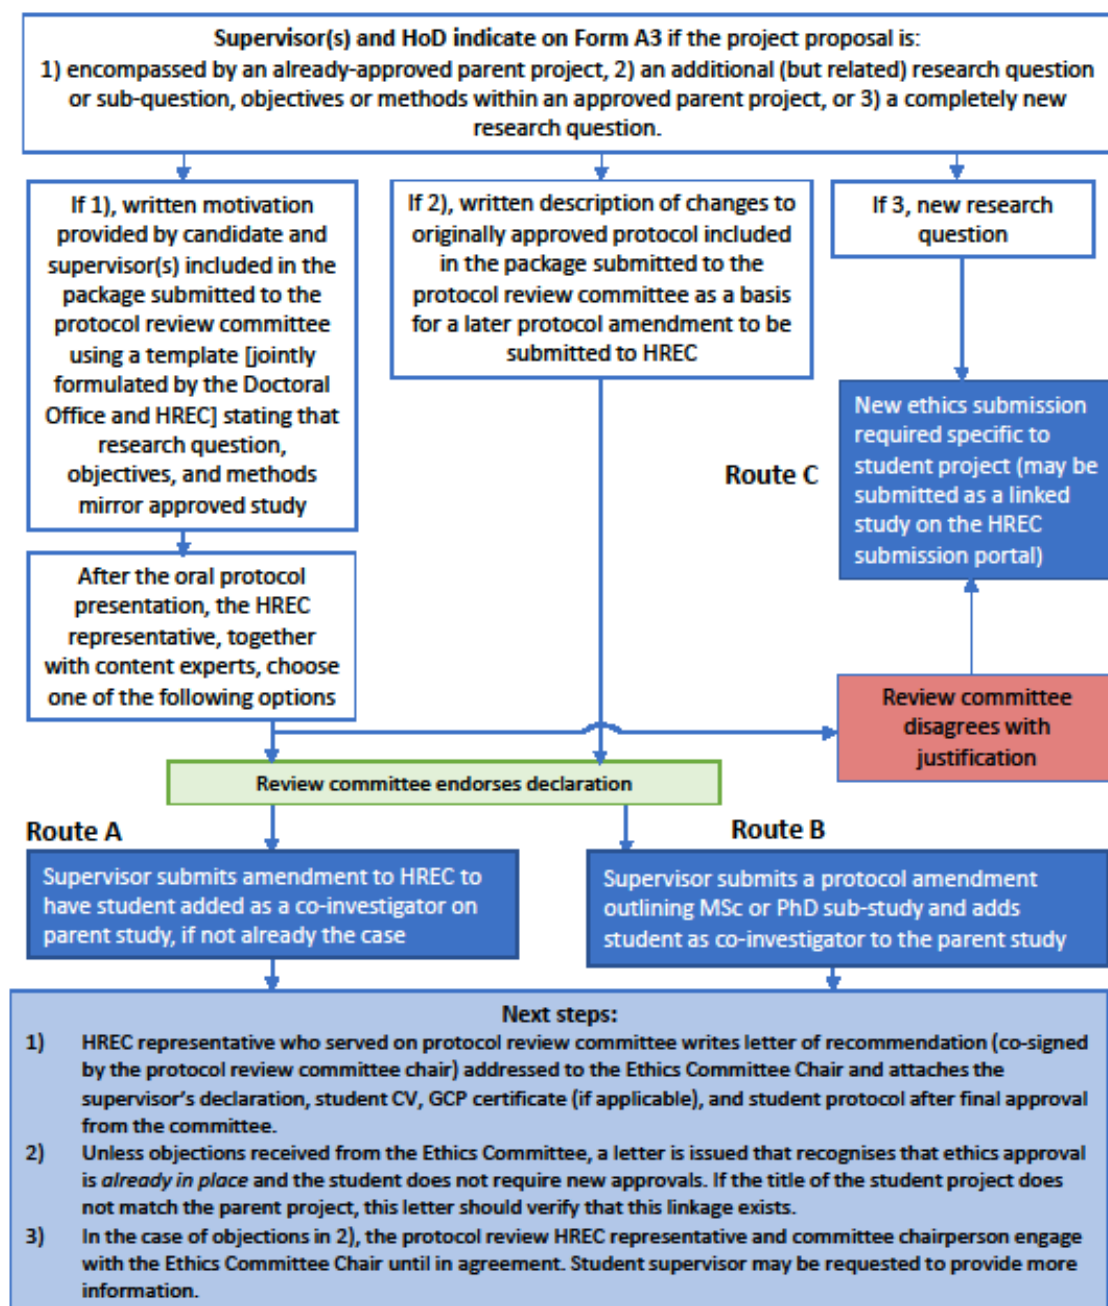 Supervisor(s) and HoD indicate on Form A3 if the project proposal is:
1) encompassed by an already-approved parent project, 2) an additional (but related) research question
or sub-question, objectives or methods within an approved parent project, or 3) a completely new
research question.
If 1), written motivation
provided by candidate and
supervisor(s) included in the
package submitted to the
protocol review committee
using a template [jointly
formulated by the Doctoral
Office and HREC] stating that
research question,
objectives, and methods
mirror approved study
If 2), written description of changes to
originally approved protocol included
in the package submitted to the
protocol review committee as a basis
for a later protocol amendment to be
submitted to HREC
If 3, new research
question
Route C
New ethics submission
required specific to
student project (may be
submitted as a linked
study on the HREC
submission portal)
After the oral protocol
presentation, the HREC
representative, together
with content experts, choose
one of the following options
Review committee
disagrees with
justification
Review committee endorses declaration
Route A
Route B
Supervisor submits amendment to HREC to
have student added as a co-investigator on
parent study, if not already the case
Supervisor submits a protocol amendment
outlining MSc or PhD sub-study and adds
student as co-investigator to the parent study
Next steps:
1) HREC representative who served on protocol review committee writes letter of recommendation (co-signed
by the protocol review committee chair) addressed to the Ethics Committee Chair and attaches the
supervisor's declaration, student CV, GCP certificate (if applicable), and student protocol after final approval
from the committee.
2) Unless objections received from the Ethics Committee, a letter is issued that recognises that ethics approval
is already in place and the student does not require new approvals. If the title of the student project does
not match the parent project, this letter should verify that this linkage exists.
3) In the case of objections in 2), the protocol review HREC representative and committee chairperson engage
with the Ethics Committee Chair until in agreement. Student supervisor may be requested to provide more
information.